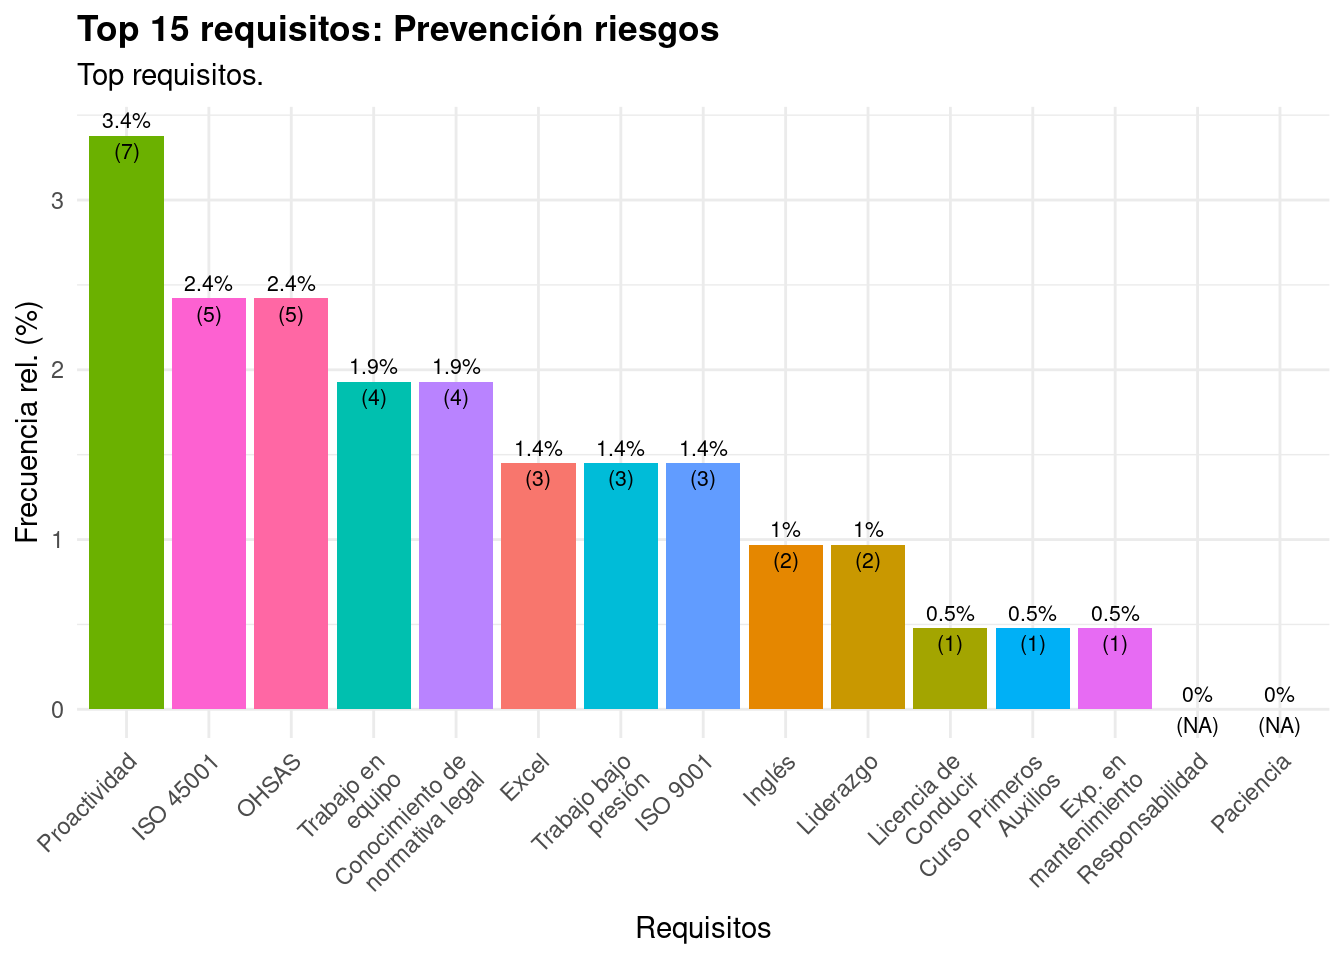 Top 15 requisitos: Prevención riesgos
Top requisitos.
Frecuencia rel. (%)
3
2
1
0
3.4%
(7)
2.4%
(5)
2.4%
(5)
1.9%
(4)
1.9%
(4)
1.4%
(3)
1.4%
(3)
1.4%
(3)
1%
(2)
1%
(2)
0.5%
(1)
0.5%
(1)
0.5%
(1)
0%
(NA)
0%
(NA)
Proactividad
ISO 45001
OHSAS
Trabajo en
equipo
Conocimiento de
normativa legal
Excel
Trabajo bajo
presión
ISO 9001
Inglés
Liderazgo
Licencia de
Conducir
Curso Primeros
Auxilios
Exp. en
mantenimiento
Responsabilidad
Paciencia
Requisitos